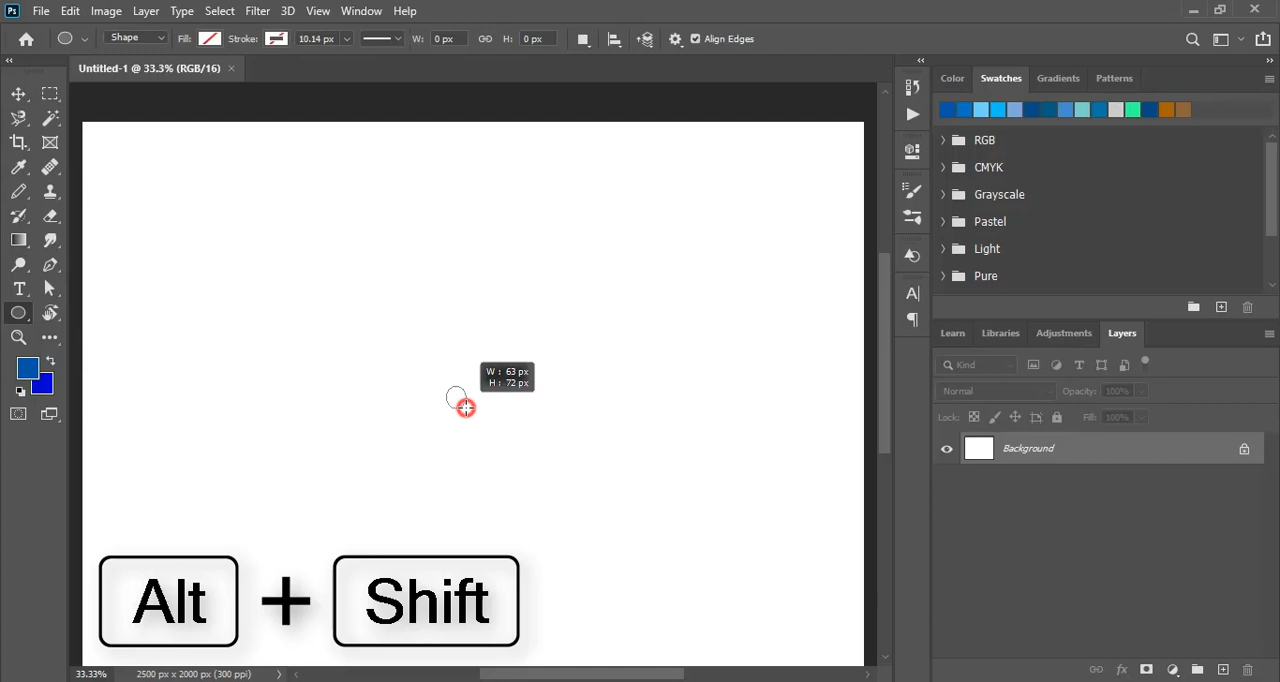 Ps File Edit Image Layer Type Select Filter 3D View Window Help
Shape Fill: Stroke: 10.14 px W: 0 px H: 0 px Align Edges
Untitled-1 @ 33.3% (RGB/16) ×
Color Swatches Gradients Patterns
RGB
CMYK
Grayscale
Pastel
Light
Pure
Learn Libraries Adjustments Layers
Kind
Normal Opacity: 100%
Lock: Fill: 100%
Background
W : 63 px
H : 72 px
Alt + Shift
33.33% 2500 px x 2000 px (300 ppi)